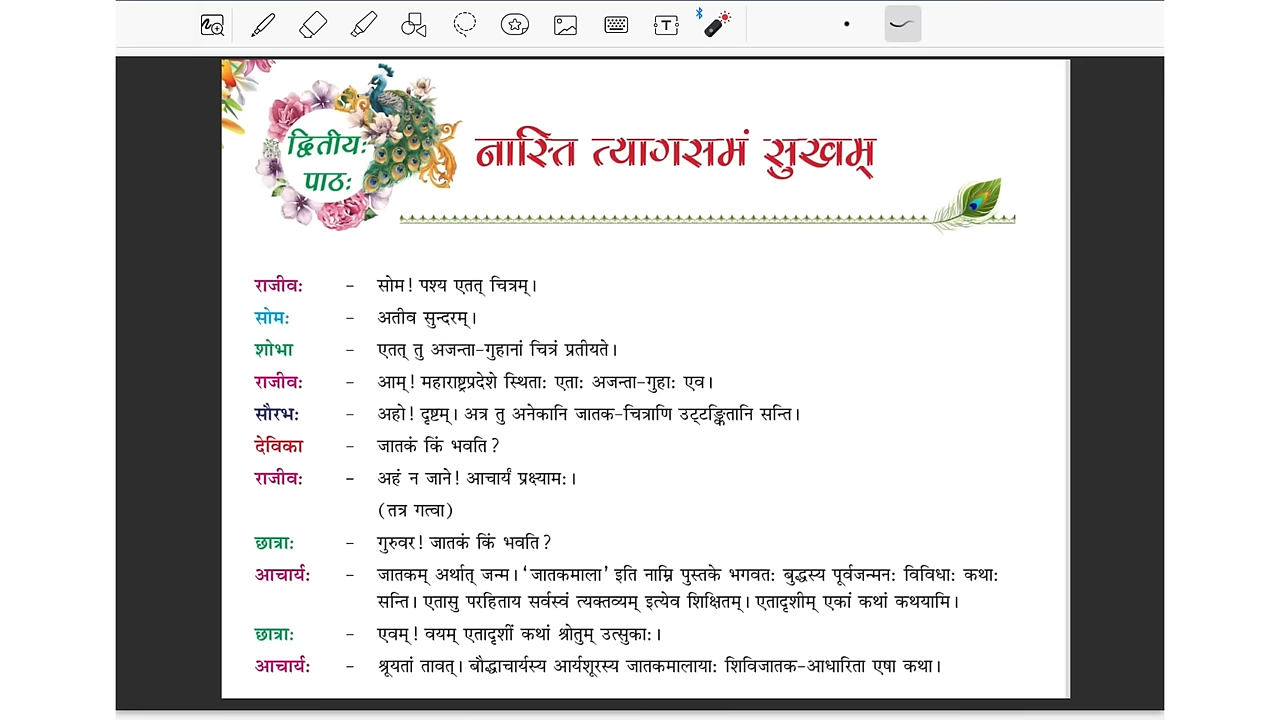 द्वितीयः
पाठः
नास्ति त्यागसमं सुखम्
राजीवः – सोम! पश्य एतत् चित्रम्।
सोमः – अतीव सुन्दरम्।
शोभा – एतत् तु अजन्ता-गुहानां चित्रं प्रतीयते।
राजीवः – आम्! महाराष्ट्रप्रदेशे स्थिताः एताः अजन्ता-गुहाः एव।
सौरभः – अहो! दृष्टम्। अत्र तु अनेकानि जातक-चित्राणि उट्टङ्कितानि सन्ति।
देविका – जातकं किं भवति?
राजीवः – अहं न जाने! आचार्यं प्रक्ष्यामः।
(तत्र गत्वा)
छात्राः – गुरुवर! जातकं किं भवति?
आचार्यः – जातकम् अर्थात् जन्म। ‘जातकमाला’ इति नाम्नि पुस्तके भगवतः बुद्धस्य पूर्वजन्मनः विविधाः कथाः
सन्ति। एतासु परहिताय सर्वस्वं त्यक्तव्यम् इत्येव शिक्षितम्। एतादृशीम् एकां कथां कथयामि।
छात्राः – एवम्! वयम् एतादृशीं कथां श्रोतुम् उत्सुकाः।
आचार्यः – श्रूयतां तावत्। बौद्धाचार्यस्य आर्यशूरस्य जातकमालायाः शिविजातक-आधारिता एषा कथा।